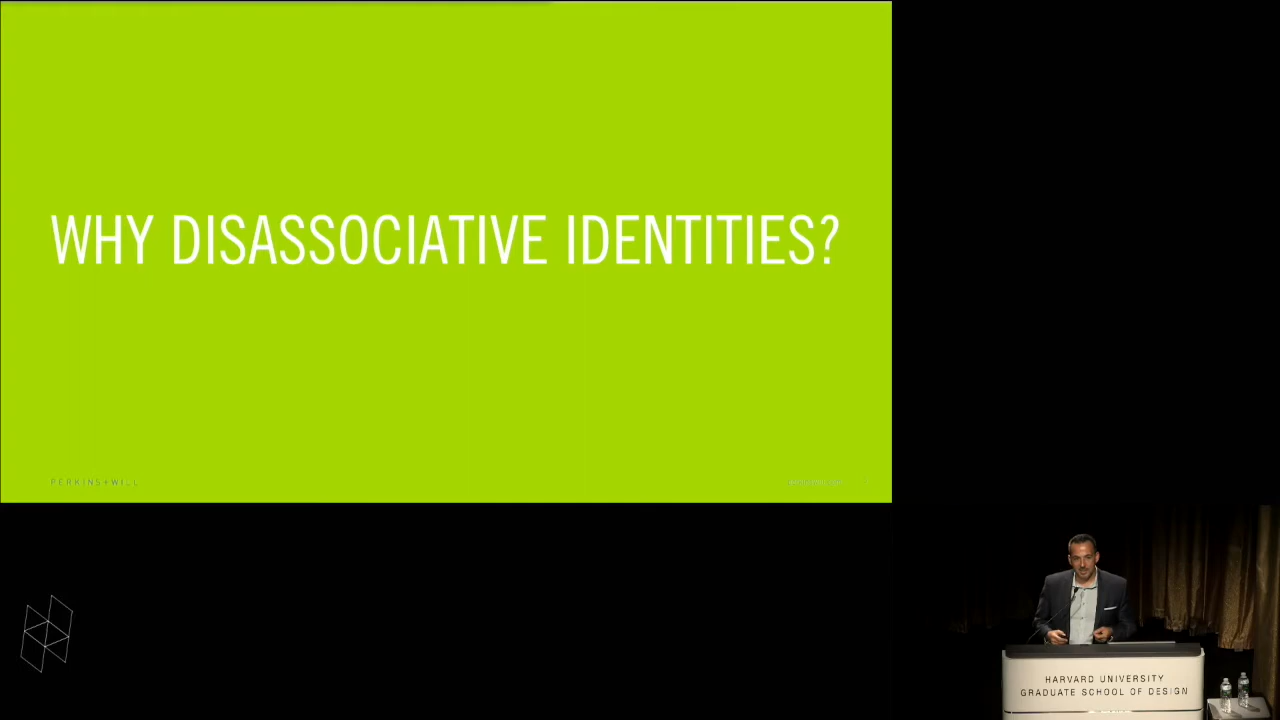 WHY DISASSOCIATIVE IDENTITIES?
PERKINS+WILL
HARVARD UNIVERSITY
GRADUATE SCHOOL OF DESIGN